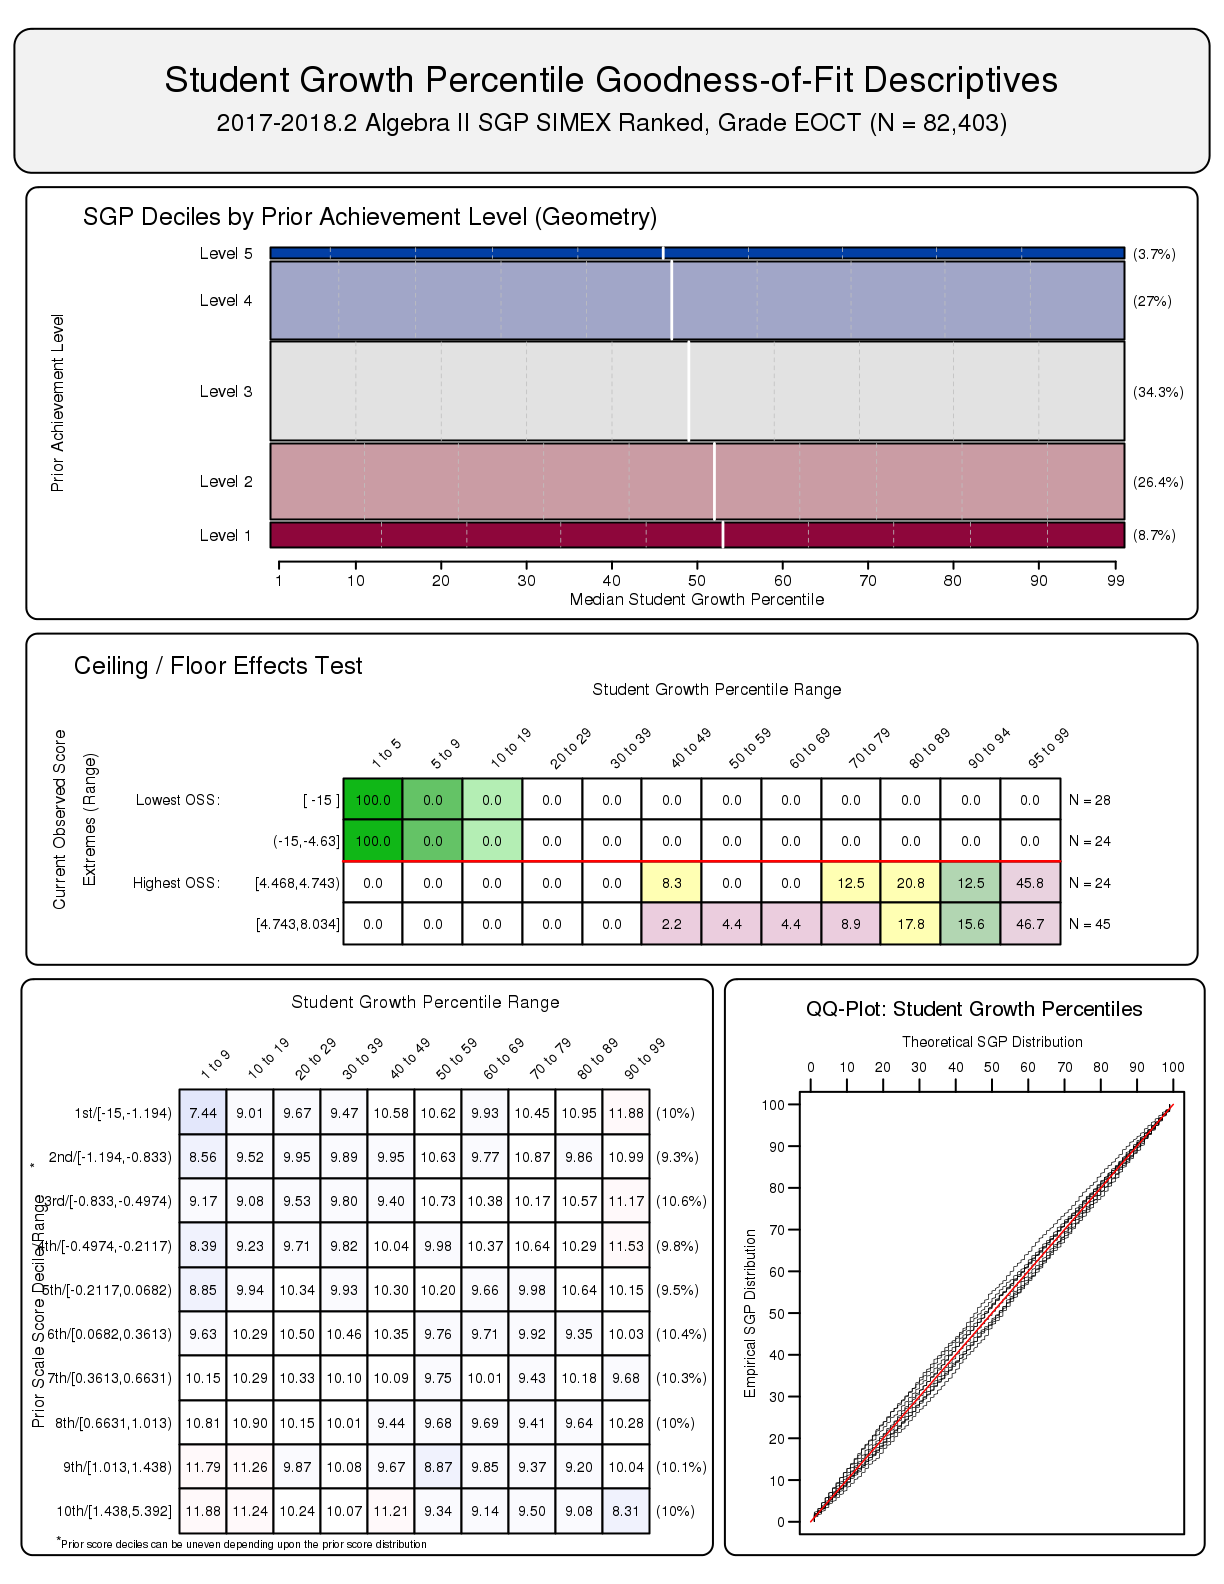 Student Growth Percentile Goodness-of-Fit Descriptives
2017-2018.2 Algebra II SGP SIMEX Ranked, Grade EOCT (N = 82,403)
SGP Deciles by Prior Achievement Level (Geometry)
Prior Achievement Level
Level 5 (3.7%)
Level 4 (27%)
Level 3 (34.3%)
Level 2 (26.4%)
Level 1 (8.7%)
1 10 20 30 40 50 60 70 80 90 99
Median Student Growth Percentile
Ceiling / Floor Effects Test
Student Growth Percentile Range
Current Observed Score
Extremes (Range)
1 to 5 5 to 9 10 to 19 20 to 29 30 to 39 40 to 49 50 to 59 60 to 69 70 to 79 80 to 89 90 to 94 95 to 99
Lowest OSS: [ -15 ] 100.0 0.0 0.0 0.0 0.0 0.0 0.0 0.0 0.0 0.0 0.0 0.0 N = 28
(-15,-4.63] 100.0 0.0 0.0 0.0 0.0 0.0 0.0 0.0 0.0 0.0 0.0 0.0 N = 24
Highest OSS: [4.468,4.743) 0.0 0.0 0.0 0.0 0.0 8.3 0.0 0.0 12.5 20.8 12.5 45.8 N = 24
[4.743,8.034] 0.0 0.0 0.0 0.0 0.0 2.2 4.4 4.4 8.9 17.8 15.6 46.7 N = 45
Student Growth Percentile Range
Prior Scale Score Decile/Range *
1 to 9 10 to 19 20 to 29 30 to 39 40 to 49 50 to 59 60 to 69 70 to 79 80 to 89 90 to 99
1st/[-15,-1.194) 7.44 9.01 9.67 9.47 10.58 10.62 9.93 10.45 10.95 11.88 (10%)
2nd/[-1.194,-0.833) 8.56 9.52 9.95 9.89 9.95 10.63 9.77 10.87 9.86 10.99 (9.3%)
3rd/[-0.833,-0.4974) 9.17 9.08 9.53 9.80 9.40 10.73 10.38 10.17 10.57 11.17 (10.6%)
4th/[-0.4974,-0.2117) 8.39 9.23 9.71 9.82 10.04 9.98 10.37 10.64 10.29 11.53 (9.8%)
5th/[-0.2117,0.0682) 8.85 9.94 10.34 9.93 10.30 10.20 9.66 9.98 10.64 10.15 (9.5%)
6th/[0.0682,0.3613) 9.63 10.29 10.50 10.46 10.35 9.76 9.71 9.92 9.35 10.03 (10.4%)
7th/[0.3613,0.6631) 10.15 10.29 10.33 10.10 10.09 9.75 10.01 9.43 10.18 9.68 (10.3%)
8th/[0.6631,1.013) 10.81 10.90 10.15 10.01 9.44 9.68 9.69 9.41 9.64 10.28 (10%)
9th/[1.013,1.438) 11.79 11.26 9.87 10.08 9.67 8.87 9.85 9.37 9.20 10.04 (10.1%)
10th/[1.438,5.392] 11.88 11.24 10.24 10.07 11.21 9.34 9.14 9.50 9.08 8.31 (10%)
*Prior score deciles can be uneven depending upon the prior score distribution
QQ-Plot: Student Growth Percentiles
Theoretical SGP Distribution
0 10 20 30 40 50 60 70 80 90 100
Empirical SGP Distribution
100
90
80
70
60
50
40
30
20
10
0